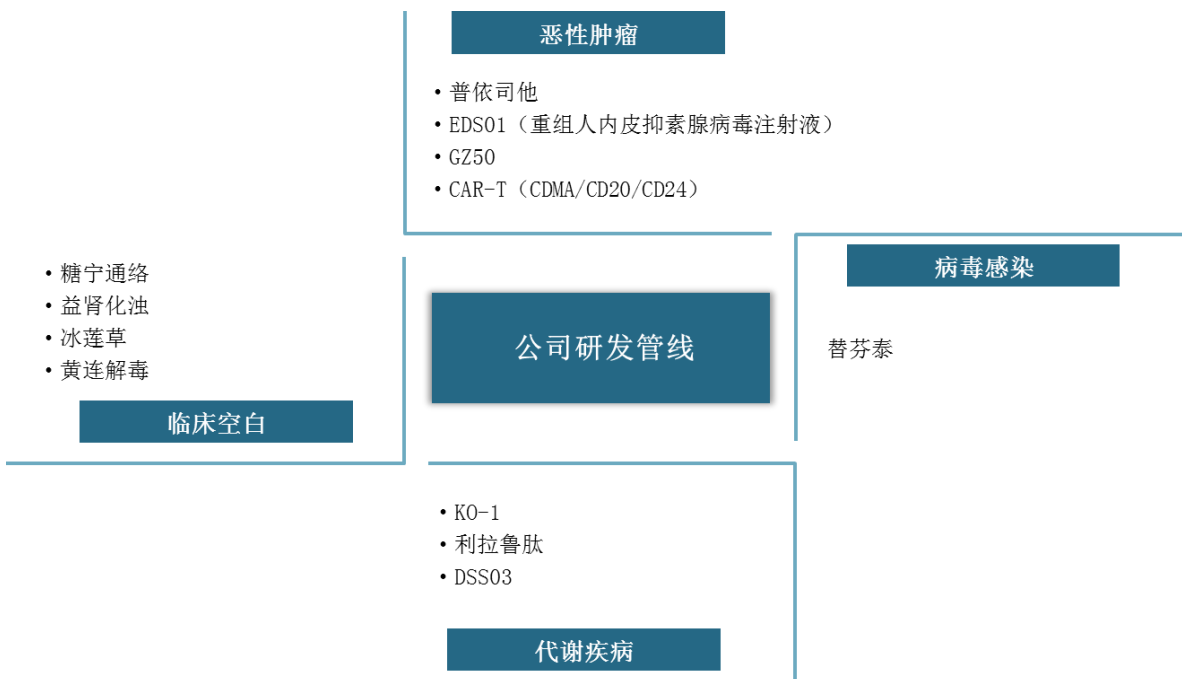 恶性肿瘤
• 普依司他
• EDS01（重组人内皮抑素腺病毒注射液）
• GZ50
• CAR-T（CDMA/CD20/CD24）
• 糖宁通络
• 益肾化浊
• 冰莲草
• 黄连解毒
临床空白
公司研发管线
病毒感染
替芬泰
• KO-1
• 利拉鲁肽
• DSS03
代谢疾病